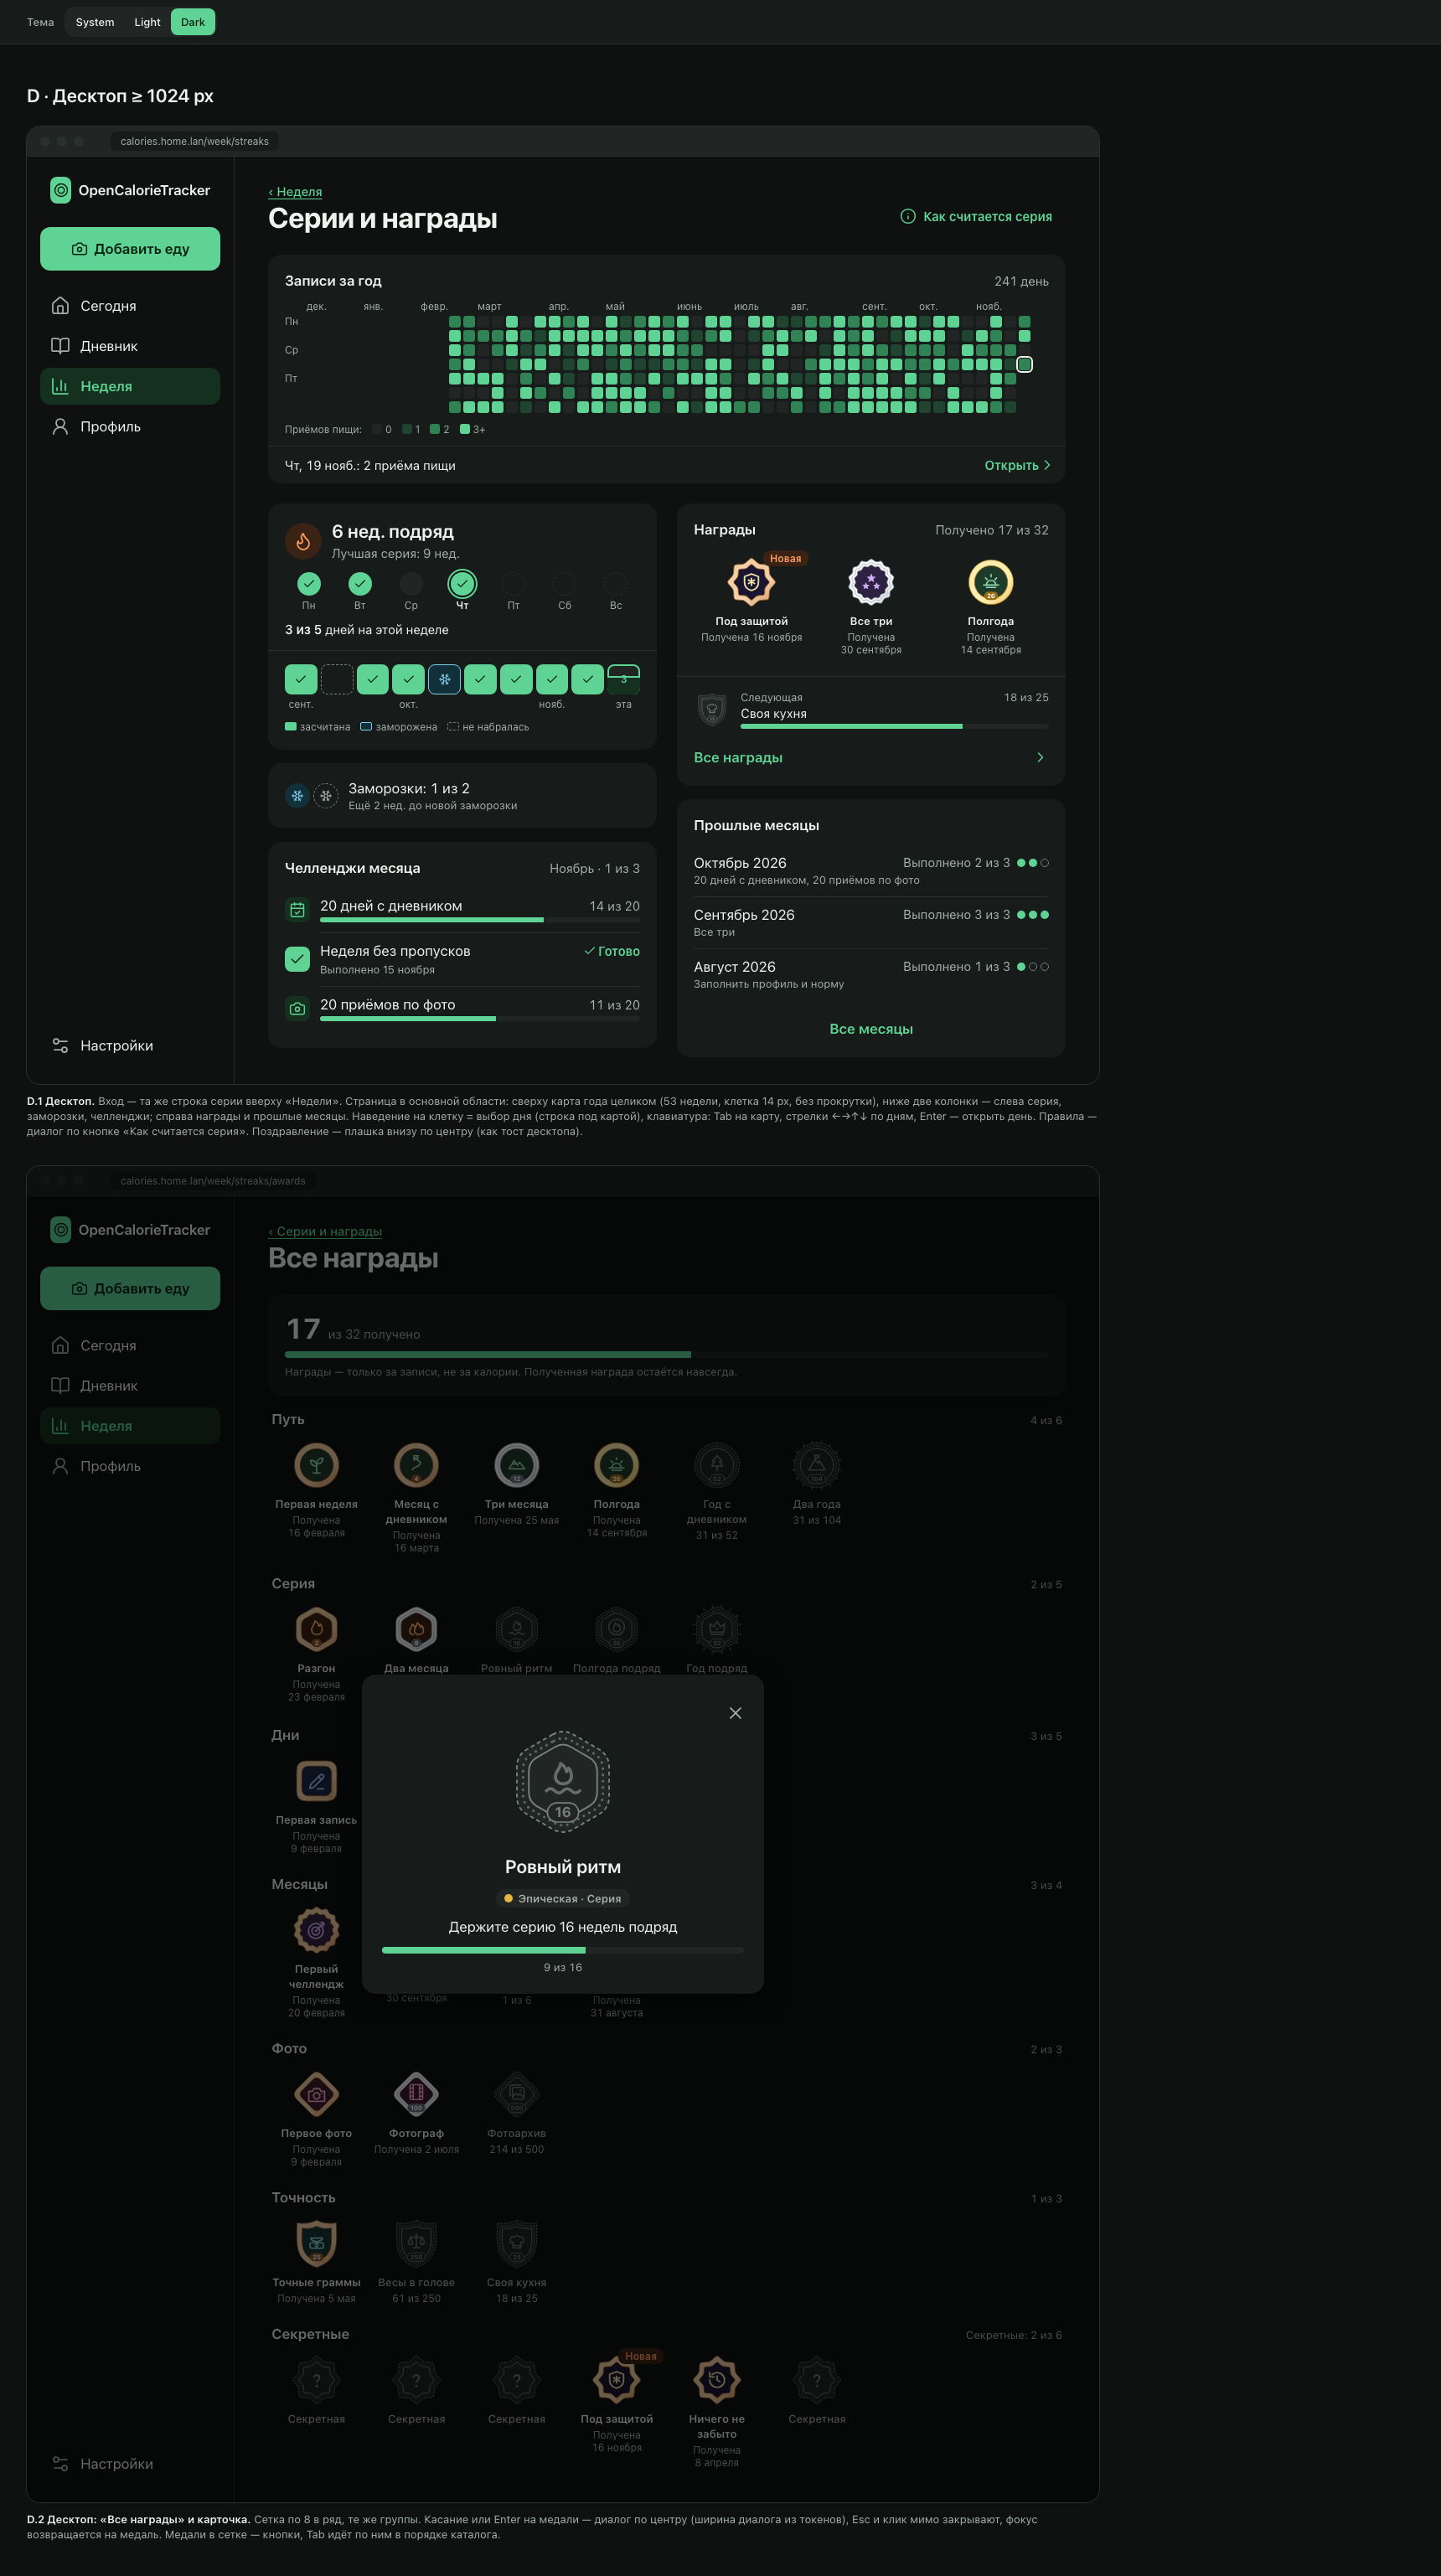 Тема System Light Dark
D · Десктоп ≥ 1024 px
calories.home.lan/week/streaks
OpenCalorieTracker
Добавить еду
Сегодня
Дневник
Неделя
Профиль
Настройки
‹ Неделя
Серии и награды
Как считается серия
Записи за год 241 день
дек. янв. февр. март апр. май июнь июль авг. сент. окт. нояб.
Пн
Ср
Пт
Приёмов пищи: 0 1 2 3+
Чт, 19 нояб.: 2 приёма пищи Открыть
6 нед. подряд
Лучшая серия: 9 нед.
Пн Вт Ср Чт Пт Сб Вс
3 из 5 дней на этой неделе
3
сент. окт. нояб. эта
засчитана заморожена не набралась
Заморозки: 1 из 2
Ещё 2 нед. до новой заморозки
Челленджи месяца Ноябрь · 1 из 3
20 дней с дневником 14 из 20
Неделя без пропусков Готово
Выполнено 15 ноября
20 приёмов по фото 11 из 20
Награды Получено 17 из 32
Новая
26
Под защитой Все три Полгода
Получена 16 ноября Получена Получена
30 сентября 14 сентября
Следующая 18 из 25
Своя кухня
Все награды
Прошлые месяцы
Октябрь 2026 Выполнено 2 из 3
20 дней с дневником, 20 приёмов по фото
Сентябрь 2026 Выполнено 3 из 3
Все три
Август 2026 Выполнено 1 из 3
Заполнить профиль и норму
Все месяцы
D.1 Десктоп. Вход — та же строка серии вверху «Недели». Страница в основной области: сверху карта года целиком (53 недели, клетка 14 px, без прокрутки), ниже две колонки — слева серия,
заморозки, челленджи; справа награды и прошлые месяцы. Наведение на клетку = выбор дня (строка под картой), клавиатура: Tab на карту, стрелки ←→↑↓ по дням, Enter — открыть день. Правила —
диалог по кнопке «Как считается серия». Поздравление — плашка внизу по центру (как тост десктопа).
calories.home.lan/week/streaks/awards
OpenCalorieTracker
Добавить еду
Сегодня
Дневник
Неделя
Профиль
Настройки
‹ Серии и награды
Все награды
17 из 32 получено
Награды — только за записи, не за калории. Полученная награда остаётся навсегда.
Путь 4 из 6
4 12 26 52 104
Первая неделя Месяц с Три месяца Полгода Год с Два года
дневником дневником
Получена Получена Получена 25 мая Получена 31 из 52 31 из 104
16 февраля 16 марта 14 сентября
Серия 2 из 5
2 8 16 26 52
Разгон Два месяца Ровный ритм Полгода подряд Год подряд
Получена
23 февраля
Дни 3 из 5
Первая запись
Получена
9 февраля
Месяцы 3 из 4
Первый
челлендж
Получена 30 сентября 1 из 6 Получена
20 февраля 31 августа
16
Ровный ритм
Эпическая · Серия
Держите серию 16 недель подряд
9 из 16
Фото 2 из 3
100 500
Первое фото Фотограф Фотоархив
Получена Получена 2 июля 214 из 500
9 февраля
Точность 1 из 3
25 250 25
Точные граммы Весы в голове Своя кухня
Получена 5 мая 61 из 250 18 из 25
Секретные Секретные: 2 из 6
Новая
? ? ? ?
Секретная Секретная Секретная Под защитой Ничего не Секретная
забыто
Получена Получена
16 ноября 8 апреля
D.2 Десктоп: «Все награды» и карточка. Сетка по 8 в ряд, те же группы. Касание или Enter на медали — диалог по центру (ширина диалога из токенов), Esc и клик мимо закрывают, фокус
возвращается на медаль. Медали в сетке — кнопки, Tab идёт по ним в порядке каталога.